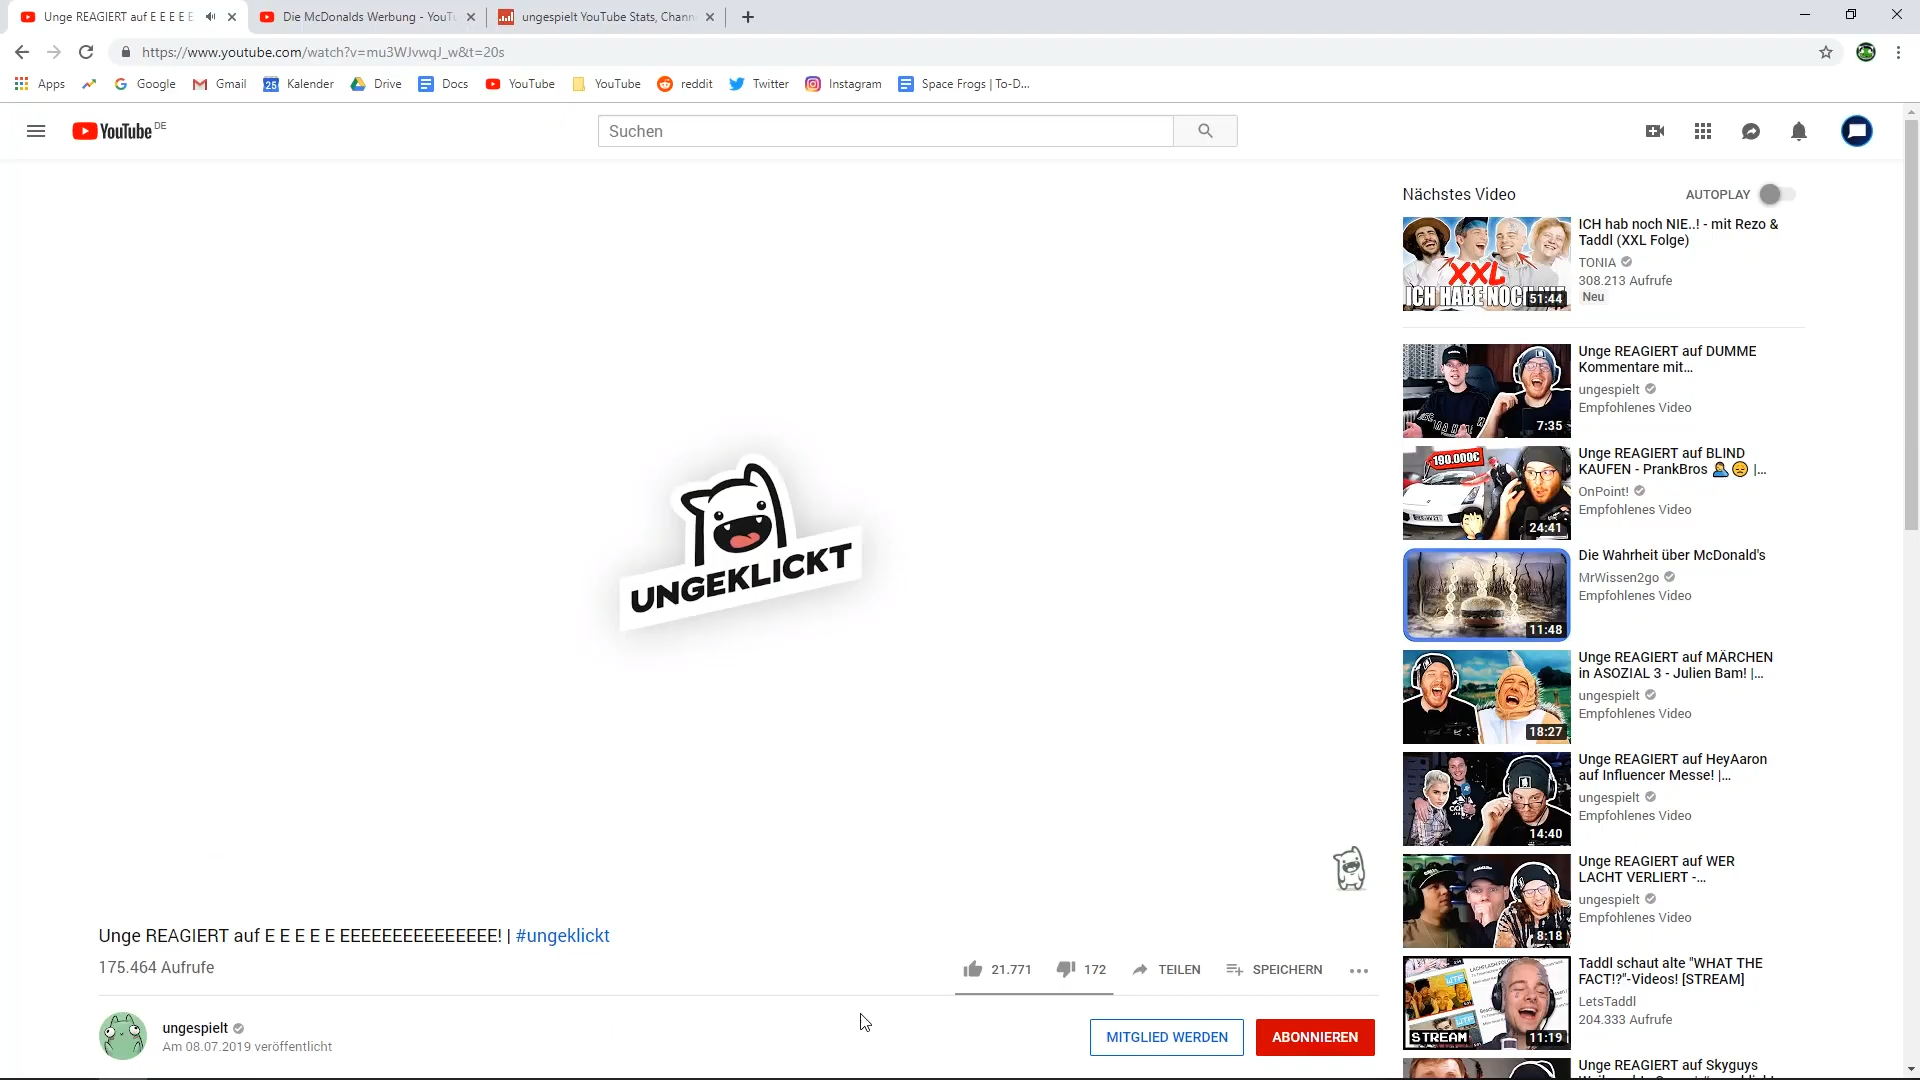 Unge REAGIERT auf E E E E E
Die McDonalds Werbung - YouTu
ungespielt YouTube Stats, Chann
https://www.youtube.com/watch?v=mu3WJvwqJ_w&t=20s
Apps
Google
Gmail
25
Kalender
Drive
Docs
YouTube
YouTube
reddit
Twitter
Instagram
Space Frogs | To-D...
YouTube DE
Suchen
UNGEKLICKT
Unge REAGIERT auf E E E E E EEEEEEEEEEEEEEE! | #ungeklickt
175.464 Aufrufe
21.771
172
TEILEN
SPEICHERN
ungespielt
Am 08.07.2019 veröffentlicht
MITGLIED WERDEN
ABONNIEREN
Nächstes Video
AUTOPLAY
XXL
ICH HABE NOCH NIE
51:44
ICH hab noch NIE..! - mit Rezo &
Taddl (XXL Folge)
TONIA
308.213 Aufrufe
Neu
7:35
Unge REAGIERT auf DUMME
Kommentare mit...
ungespielt
Empfohlenes Video
190.000€
24:41
Unge REAGIERT auf BLIND
KAUFEN - PrankBros 🤦😑 |...
OnPoint!
Empfohlenes Video
11:48
Die Wahrheit über McDonald's
MrWissen2go
Empfohlenes Video
18:27
Unge REAGIERT auf MÄRCHEN
in ASOZIAL 3 - Julien Bam! |...
ungespielt
Empfohlenes Video
14:40
Unge REAGIERT auf HeyAaron
auf Influencer Messe! |...
ungespielt
Empfohlenes Video
8:18
Unge REAGIERT auf WER
LACHT VERLIERT -...
ungespielt
Empfohlenes Video
STREAM
11:19
Taddl schaut alte "WHAT THE
FACT!?"-Videos! [STREAM]
LetsTaddl
204.333 Aufrufe
Unge REAGIERT auf Skyguys